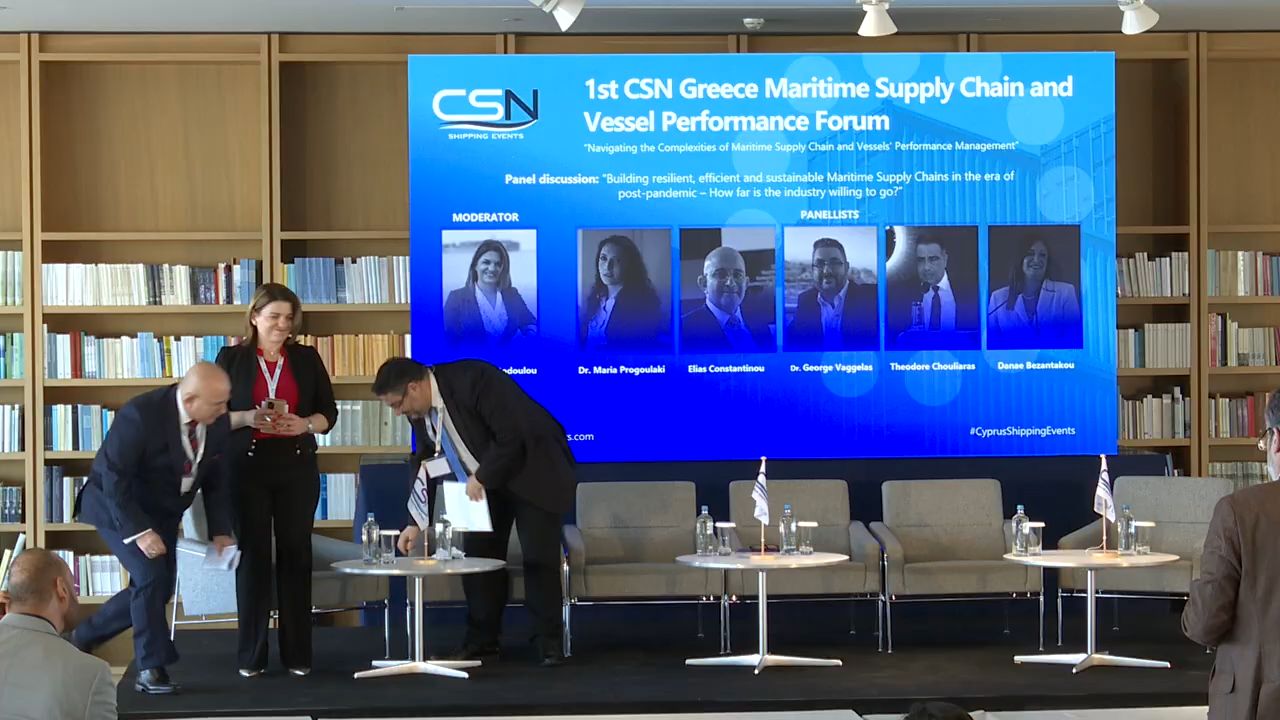 CSN
SHIPPING EVENTS
1st CSN Greece Maritime Supply Chain and
Vessel Performance Forum
"Navigating the Complexities of Maritime Supply Chain and Vessels' Performance Management"
Panel discussion: "Building resilient, efficient and sustainable Maritime Supply Chains in the era of
post-pandemic – How far is the industry willing to go?"
MODERATOR
PANELLISTS
Dr. Maria Progoulaki
Elias Constantinou
Dr. George Vaggelas
Theodore Chouliaras
Danae Bezantakou
#CyprusShippingEvents